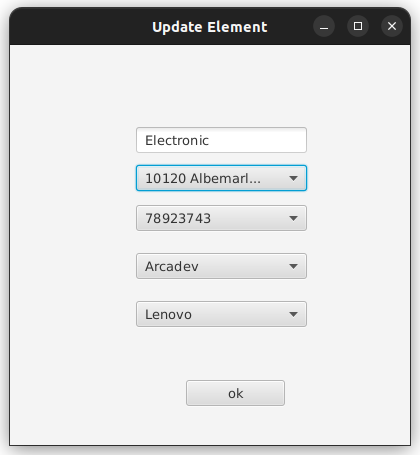 Update Element
Electronic
10120 Albemarl...
78923743
Arcadev
Lenovo
ok